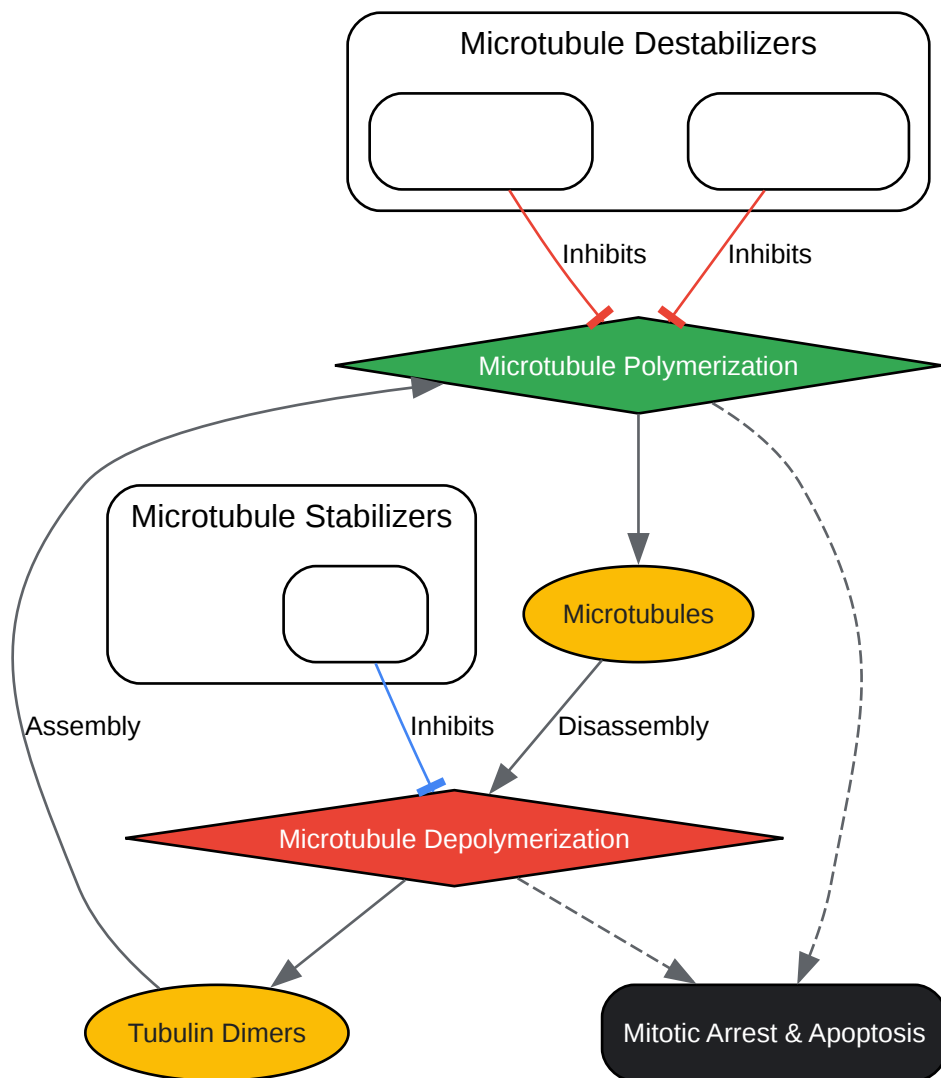 Microtubule Destabilizers
Inhibits
Inhibits
Microtubule Polymerization
Microtubule Stabilizers
Microtubules
Assembly
Inhibits
Disassembly
Microtubule Depolymerization
Tubulin Dimers
Mitotic Arrest & Apoptosis